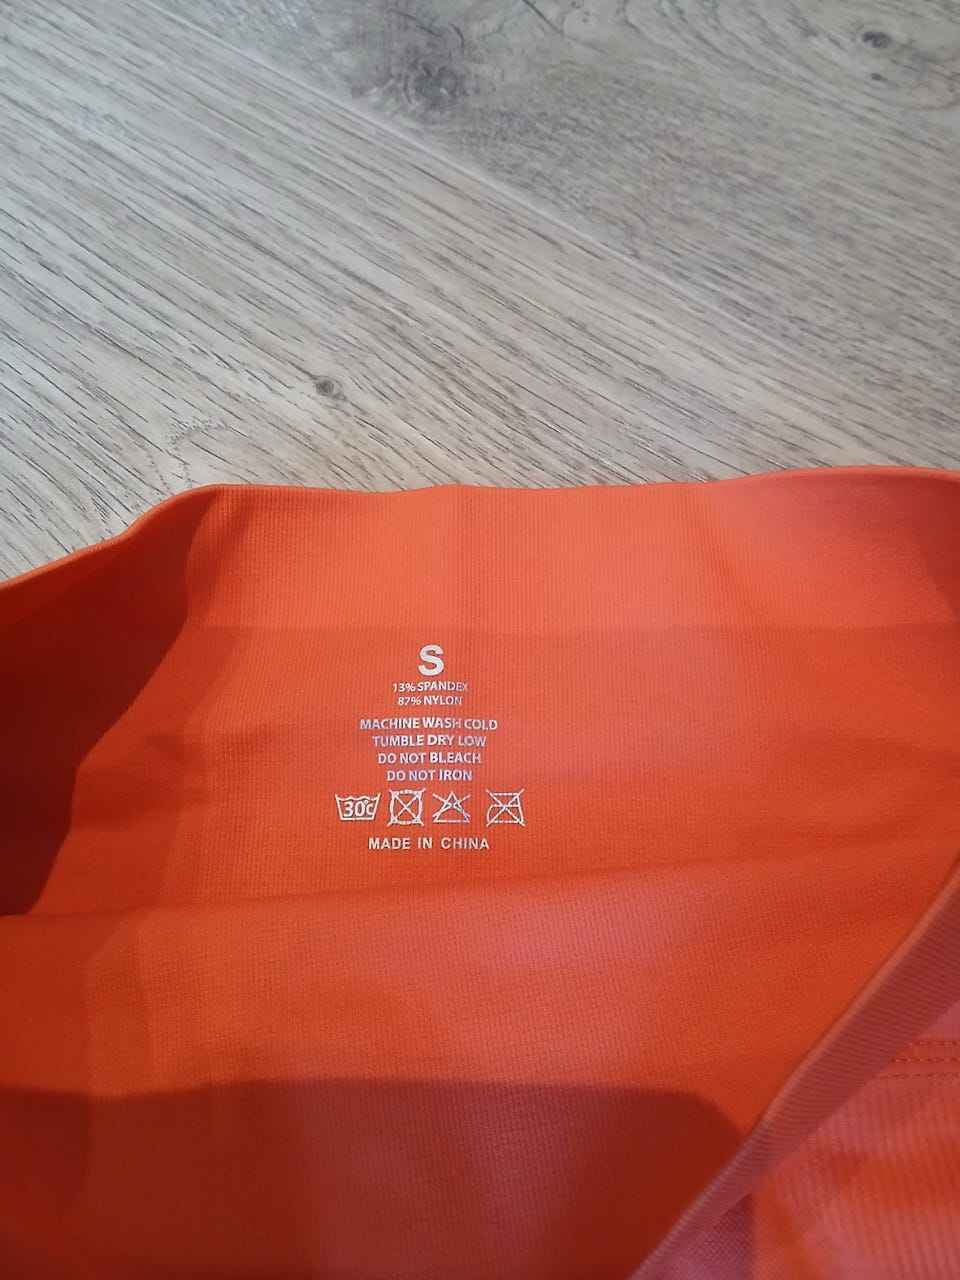 S
13% SPANDEX
87% NYLON
MACHINE WASH COLD
TUMBLE DRY LOW
DO NOT BLEACH
DO NOT IRON
30°c
MADE IN CHINA